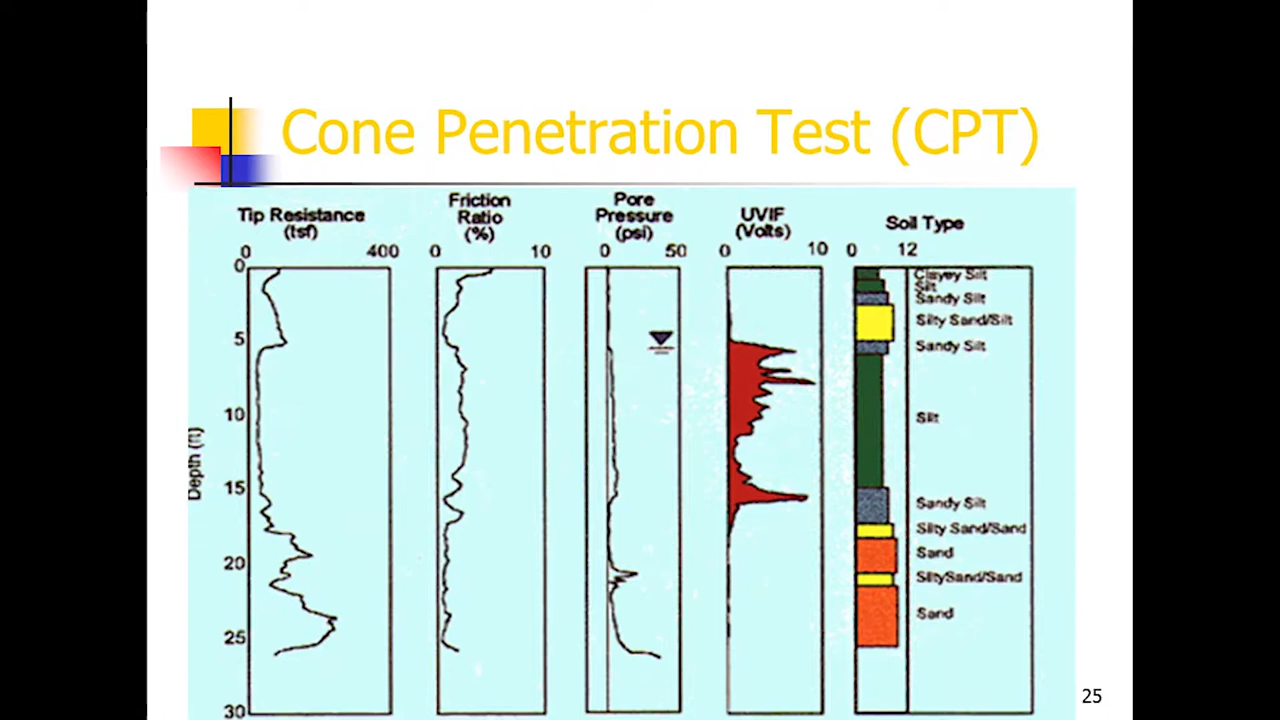 Cone Penetration Test (CPT)
Tip Resistance
(tsf)
0 400
Friction
Ratio
(%)
0 10
Pore
Pressure
(psi)
0 50
UVIF
(Volts)
0 10
Soil Type
0 12
Depth (ft)
0
5
10
15
20
25
30
Clayey Silt
Silt
Sandy Silt
Silty Sand/Silt
Sandy Silt
Silt
Sandy Silt
Silty Sand/Sand
Sand
SiltySand/Sand
Sand
25